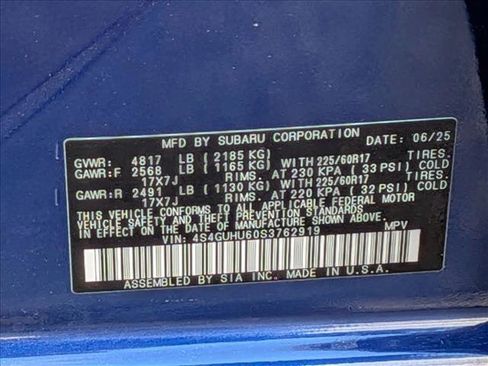 MFD BY SUBARU CORPORATION DATE: 06/25
GVWR: 4817 LB (2185 KG)
GAWR:F 2568 LB (1165 KG) WITH 225/60R17 TIRES.
17X7J RIMS. AT 230 KPA ( 33 PSI) COLD
GAWR:R 2491 LB (1130 KG) WITH 225/60R17 TIRES.
17X7J RIMS. AT 220 KPA ( 32 PSI) COLD
THIS VEHICLE CONFORMS TO ALL APPLICABLE FEDERAL MOTOR
VEHICLE SAFETY AND THEFT PREVENTION STANDARDS
IN EFFECT ON THE DATE OF MANUFACTURE SHOWN ABOVE.
VIN: 4S4GUHU60S3762919 MPV
ASSEMBLED BY SIA INC. MADE IN U.S.A.